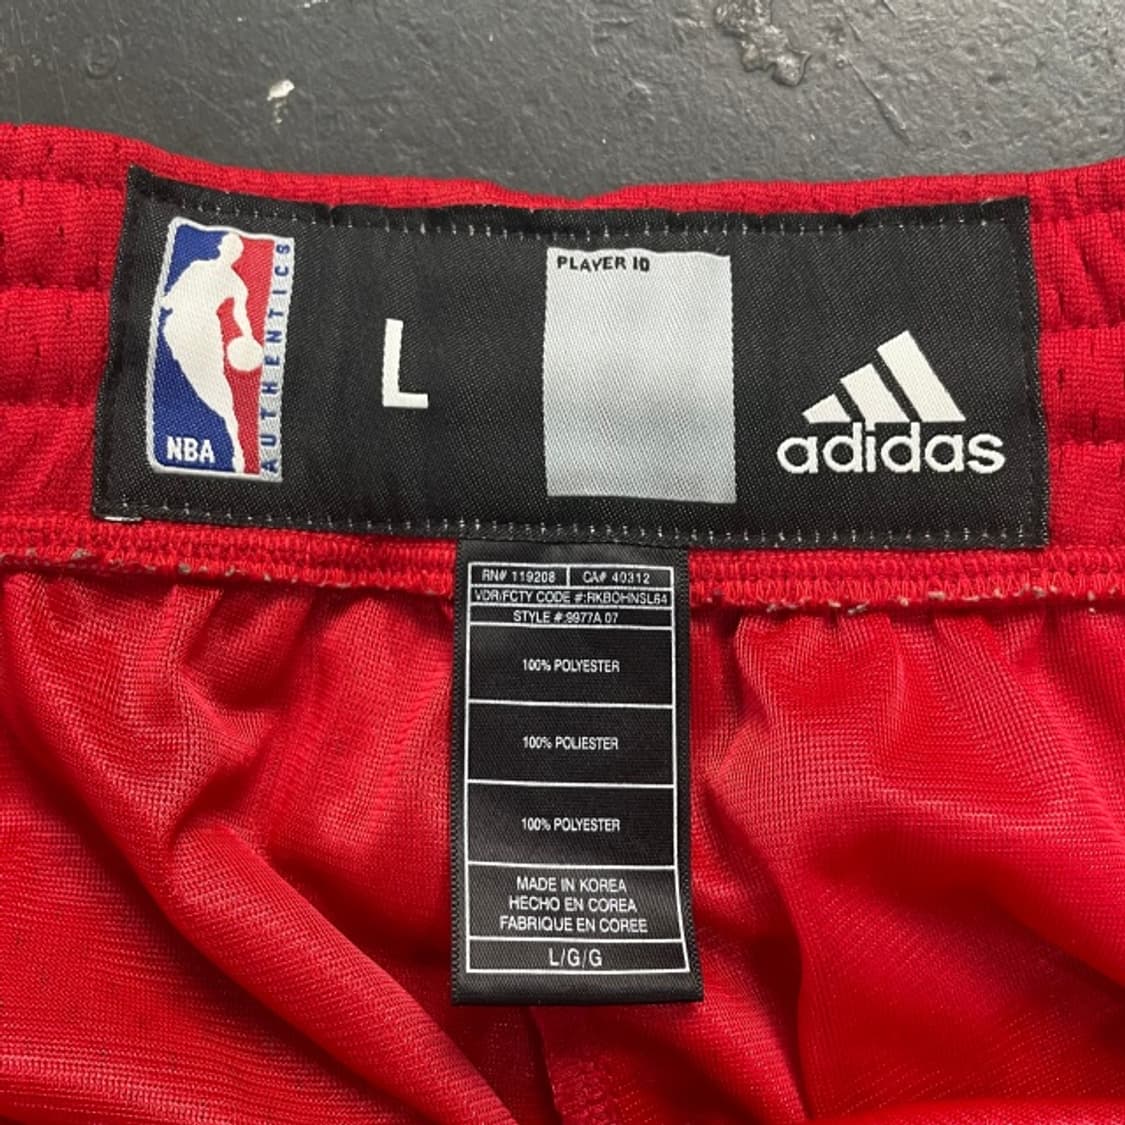 NBA
AUTHENTICS
L
PLAYER ID
adidas
RN# 119208 CA# 40312
VDR/FCTY CODE #:RKBOHNSL64
STYLE #:9977A 07
100% POLYESTER
100% POLIESTER
100% POLYESTER
MADE IN KOREA
HECHO EN COREA
FABRIQUE EN COREE
L/G/G